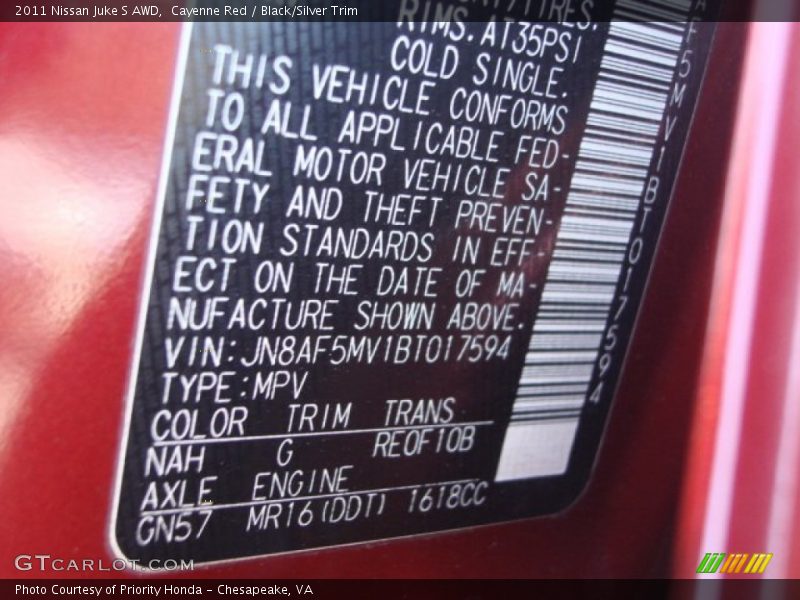 2011 Nissan Juke S AWD, Cayenne Red / Black/Silver Trim
RIMS. AT35PSI
COLD SINGLE.
THIS VEHICLE CONFORMS
TO ALL APPLICABLE FED-
ERAL MOTOR VEHICLE SA-
FETY AND THEFT PREVEN-
TION STANDARDS IN EFF-
ECT ON THE DATE OF MA-
NUFACTURE SHOWN ABOVE.
VIN:JN8AF5MV1BT017594
TYPE:MPV
COLOR TRIM TRANS
NAH G RE0F10B
AXLE ENGINE
GN57 MR16(DDT) 1618CC
F5MV1BT017594
GTCARLOT.COM
Photo Courtesy of Priority Honda - Chesapeake, VA